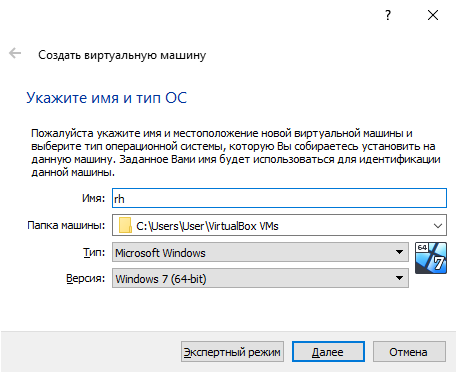 ?
Создать виртуальную машину
Укажите имя и тип ОС
Пожалуйста укажите имя и местоположение новой виртуальной машины и
выберите тип операционной системы, которую Вы собираетесь установить на
данную машину. Заданное Вами имя будет использоваться для идентификации
данной машины.
Имя: rh
Папка машины: C:\Users\User\VirtualBox VMs
Тип: Microsoft Windows
64
7
Версия: Windows 7 (64-bit)
Экспертный режим Далее Отмена